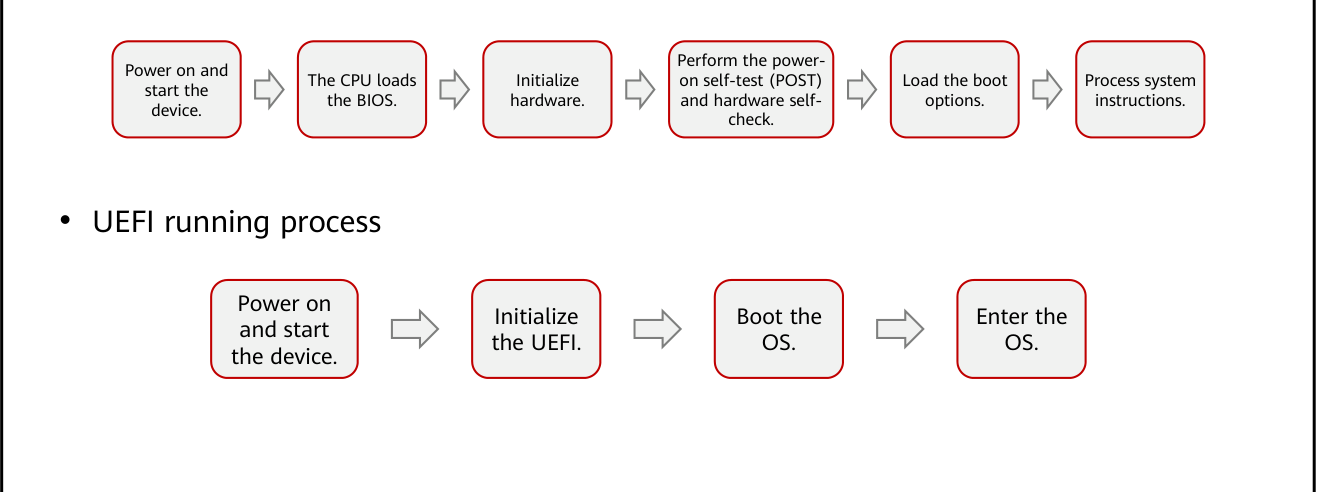 Power on and
start the
device.
The CPU loads
the BIOS.
Initialize
hardware.
Perform the power-
on self-test (POST)
and hardware self-
check.
Load the boot
options.
Process system
instructions.
• UEFI running process
Power on
and start
the device.
Initialize
the UEFI.
Boot the
OS.
Enter the
OS.